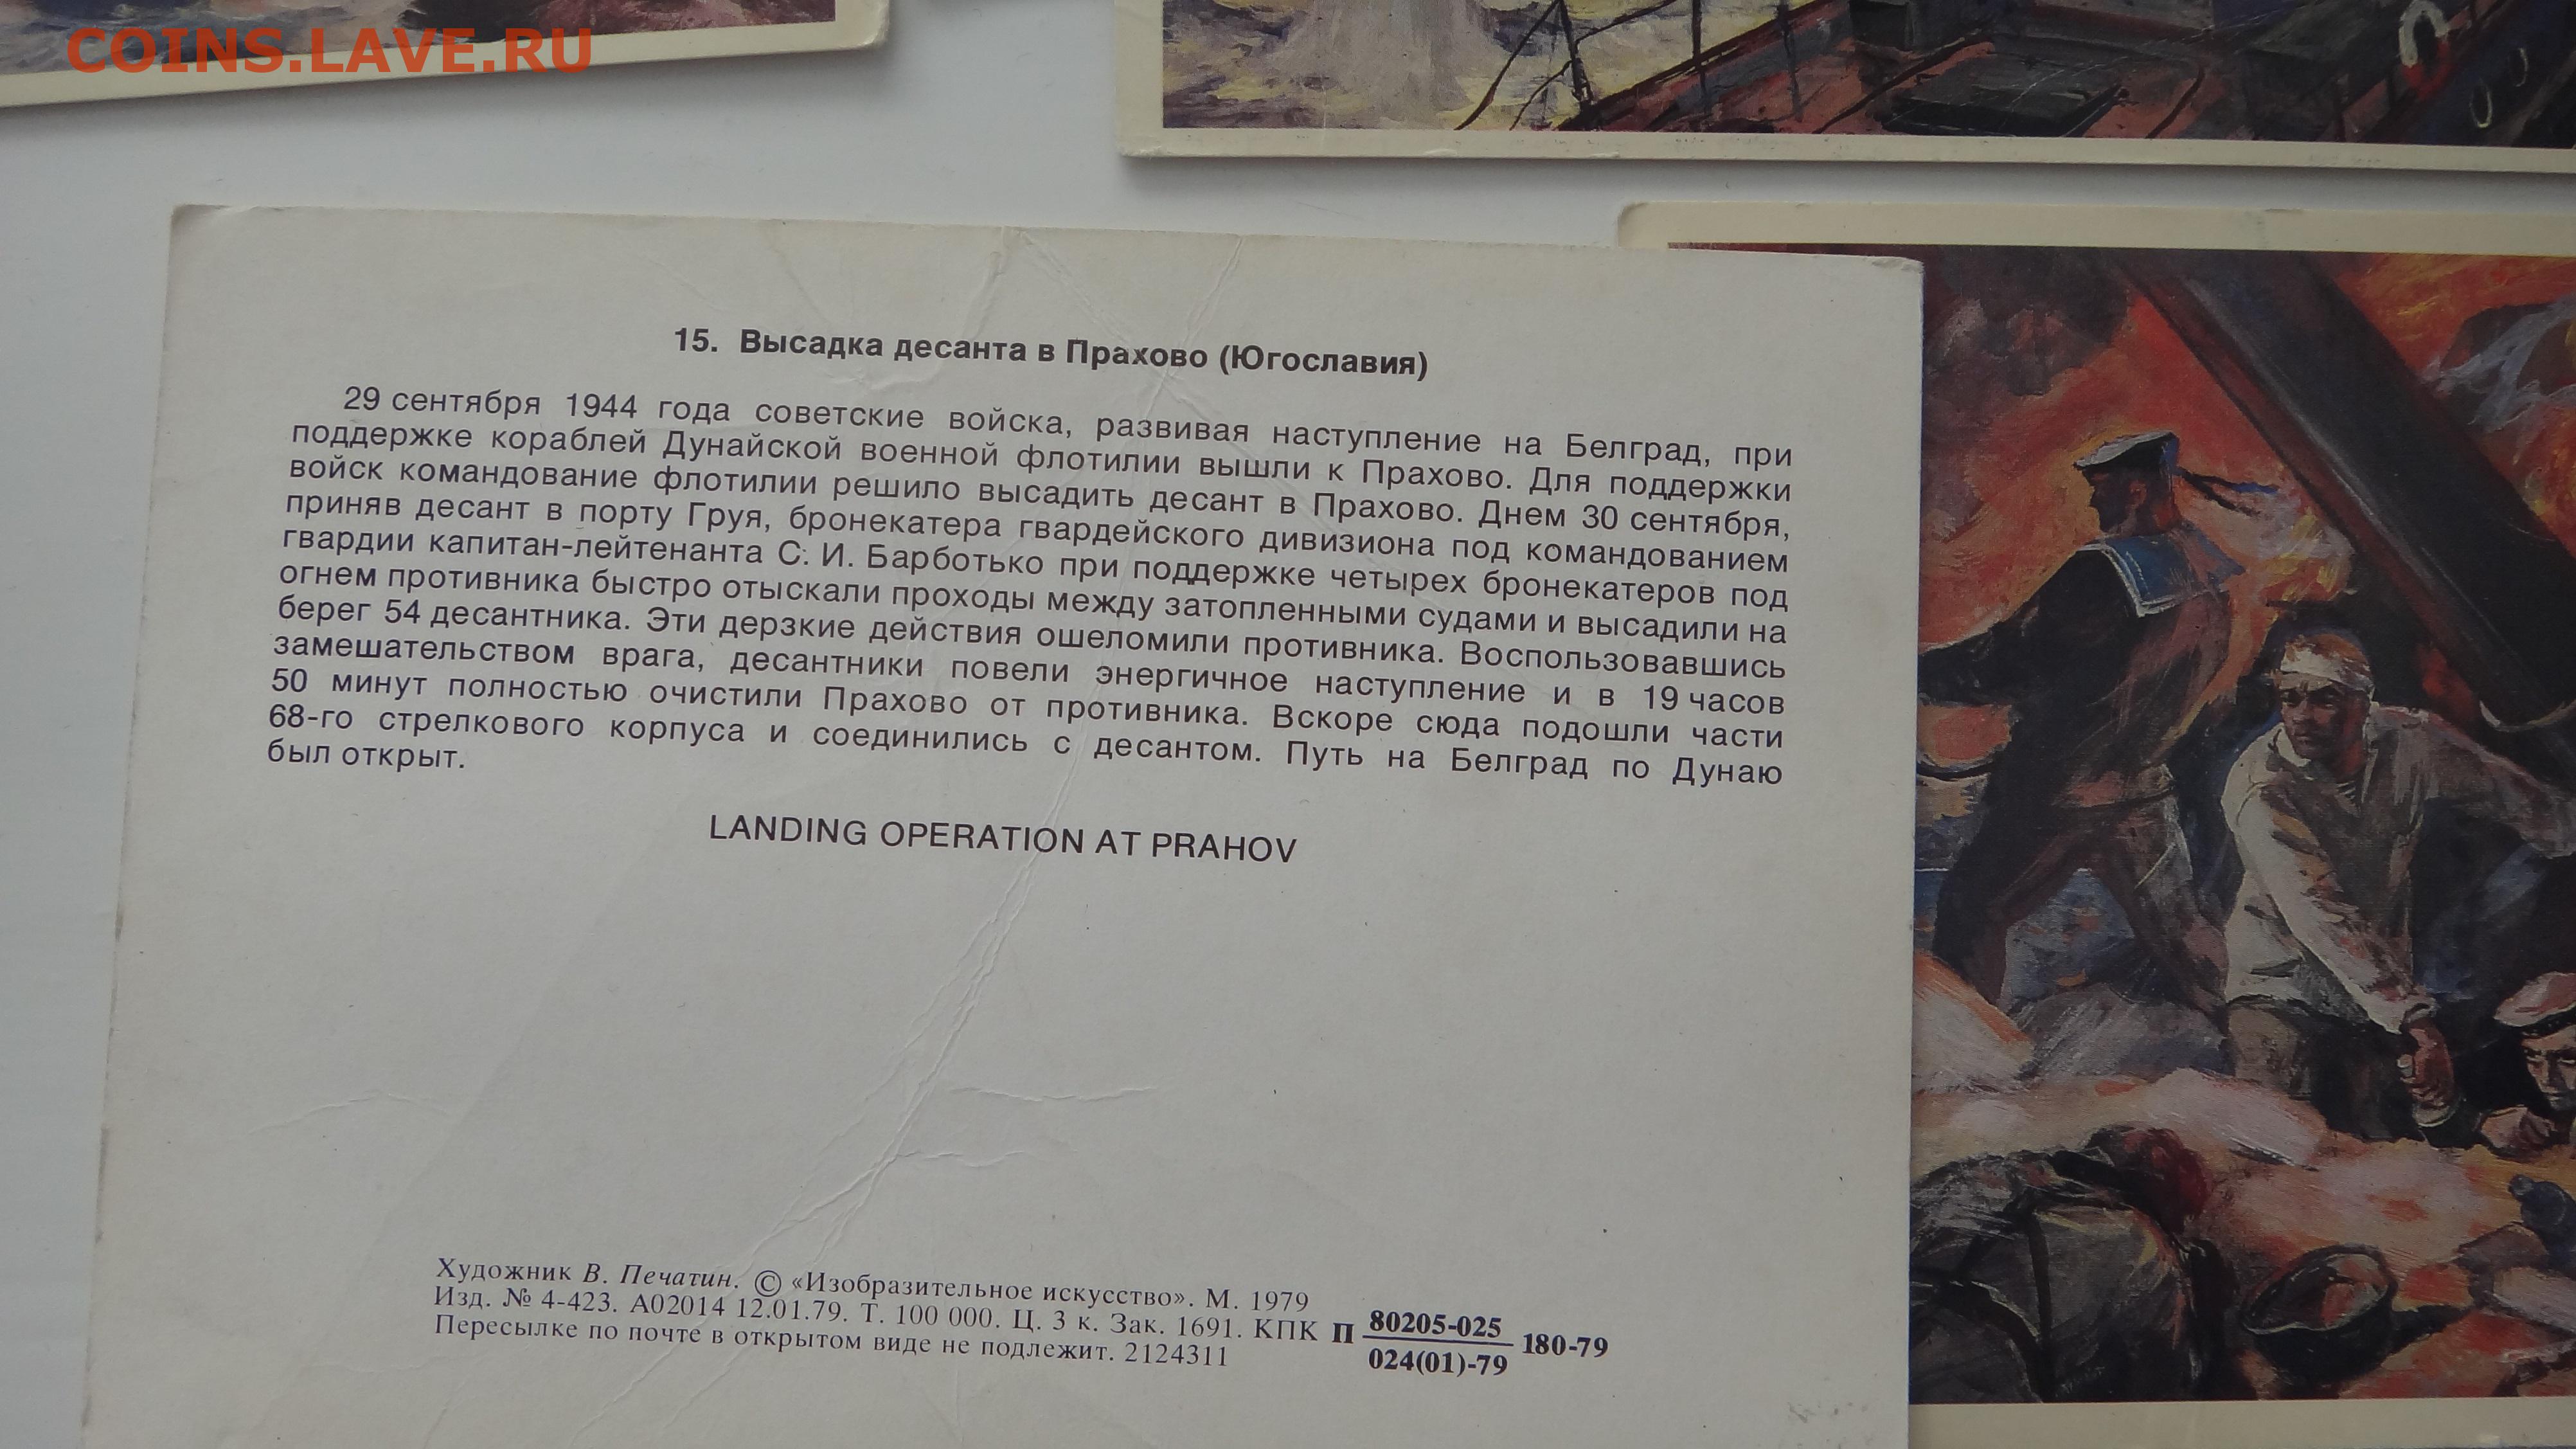 COINS.LAVE.RU
15. Высадка десанта в Прахово (Югославия)
29 сентября 1944 года советские войска, развивая наступление на Белград, при
поддержке кораблей Дунайской военной флотилии вышли к Прахово. Для поддержки
войск командование флотилии решило высадить десант в Прахово. Днем 30 сентября,
приняв десант в порту Груя, бронекатера гвардейского дивизиона под командованием
гвардии капитан-лейтенанта С. И. Барботько при поддержке четырех бронекатеров под
огнем противника быстро отыскали проходы между затопленными судами и высадили на
берег 54 десантника. Эти дерзкие действия ошеломили противника. Воспользовавшись
замешательством врага, десантники повели энергичное наступление и в 19 часов
50 минут полностью очистили Прахово от противника. Вскоре сюда подошли части
68-го стрелкового корпуса и соединились с десантом. Путь на Белград по Дунаю
был открыт.
LANDING OPERATION AT PRAHOV
Художник В. Печатин. © «Изобразительное искусство». М. 1979
Изд. № 4-423. А02014 12.01.79. Т. 100 000. Ц. 3 к. Зак. 1691. КПК
Пересылке по почте в открытом виде не подлежит. 2124311
П 80205-025 180-79
024(01)-79